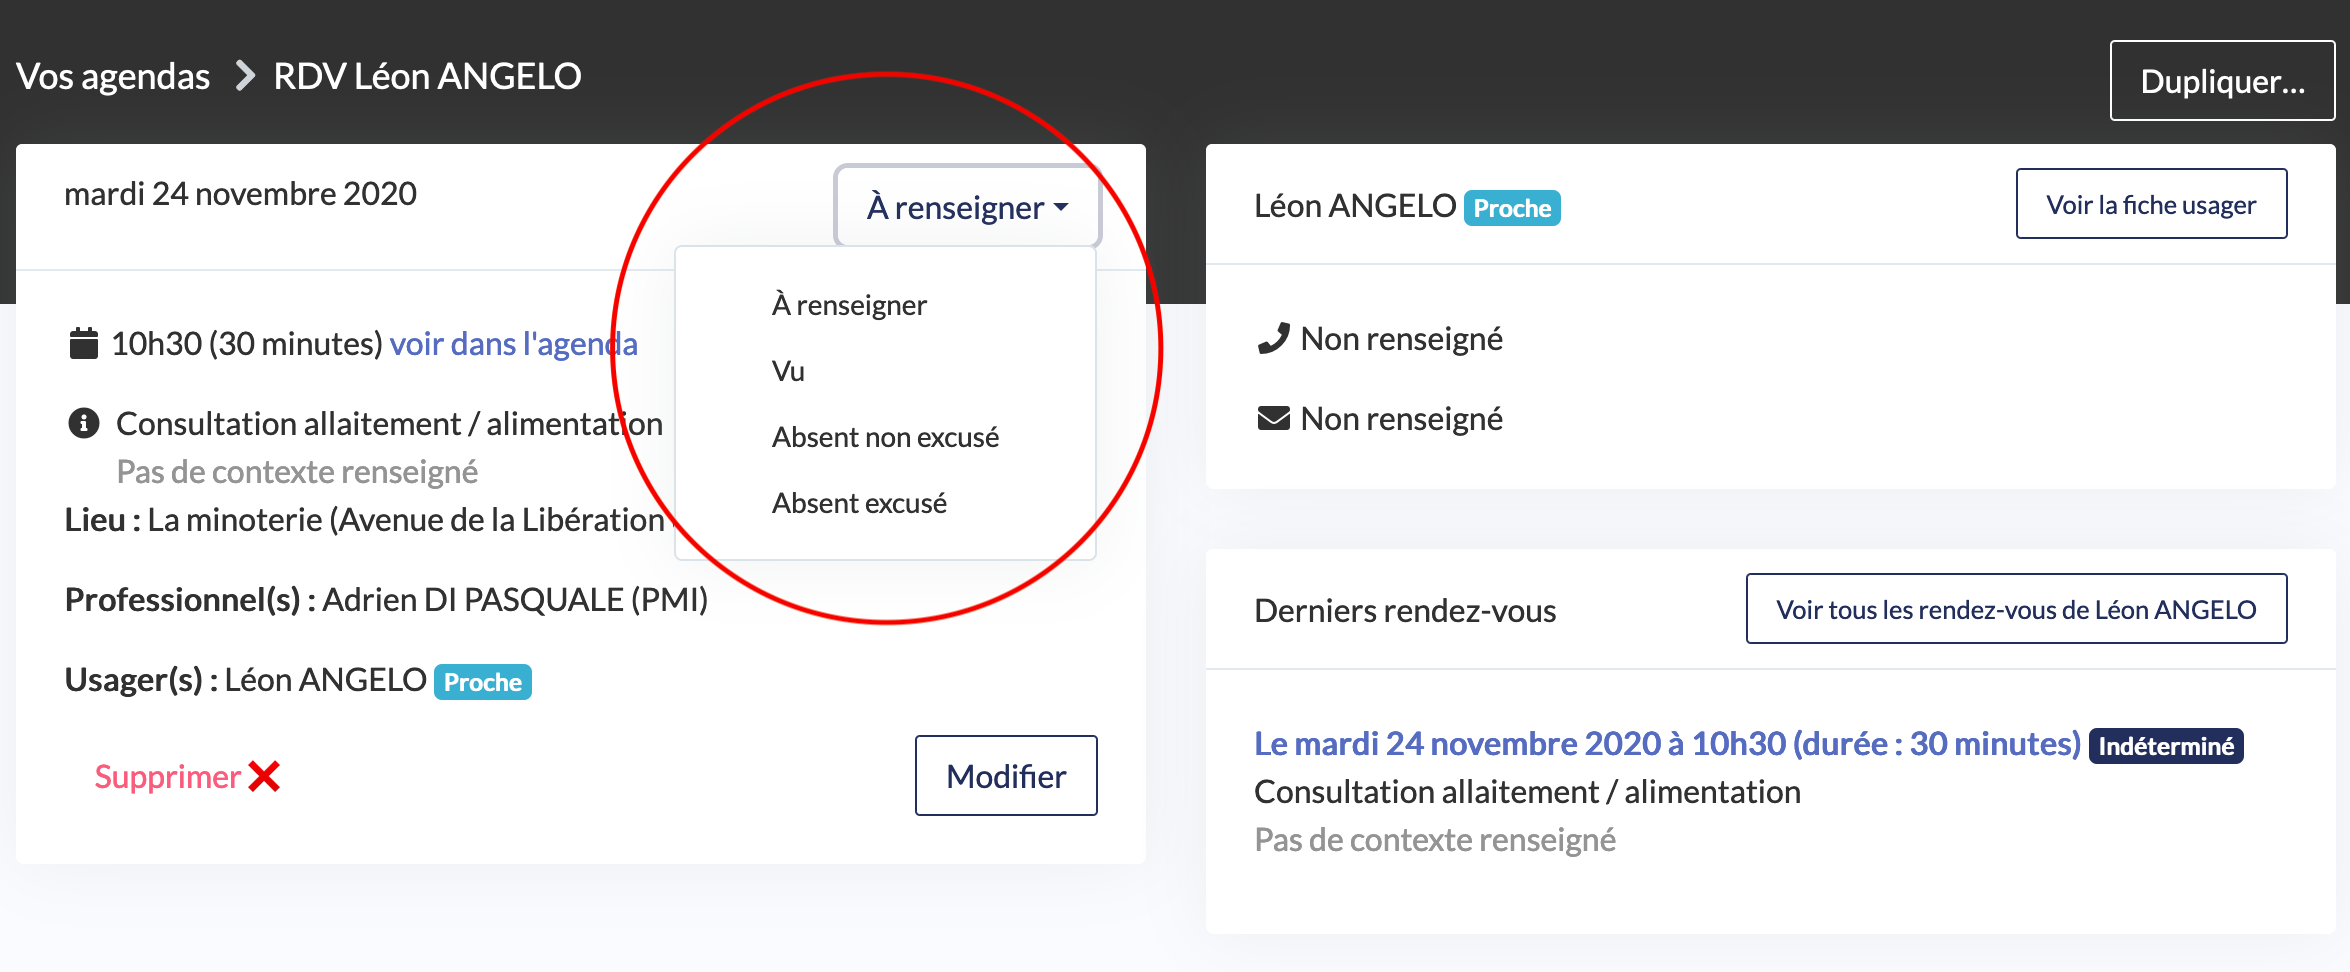 Vos agendas RDV Léon ANGELO
Dupliquer...
mardi 24 novembre 2020
À renseigner
À renseigner
Vu
Absent non excusé
Absent excusé
10h30 (30 minutes) voir dans l'agenda
Consultation allaitement / alimentation
Pas de contexte renseigné
Lieu : La minoterie (Avenue de la Libération
Professionnel(s) : Adrien DI PASQUALE (PMI)
Usager(s) : Léon ANGELO Proche
Supprimer
Modifier
Léon ANGELO Proche
Voir la fiche usager
Non renseigné
Non renseigné
Derniers rendez-vous
Voir tous les rendez-vous de Léon ANGELO
Le mardi 24 novembre 2020 à 10h30 (durée : 30 minutes) Indéterminé
Consultation allaitement / alimentation
Pas de contexte renseigné